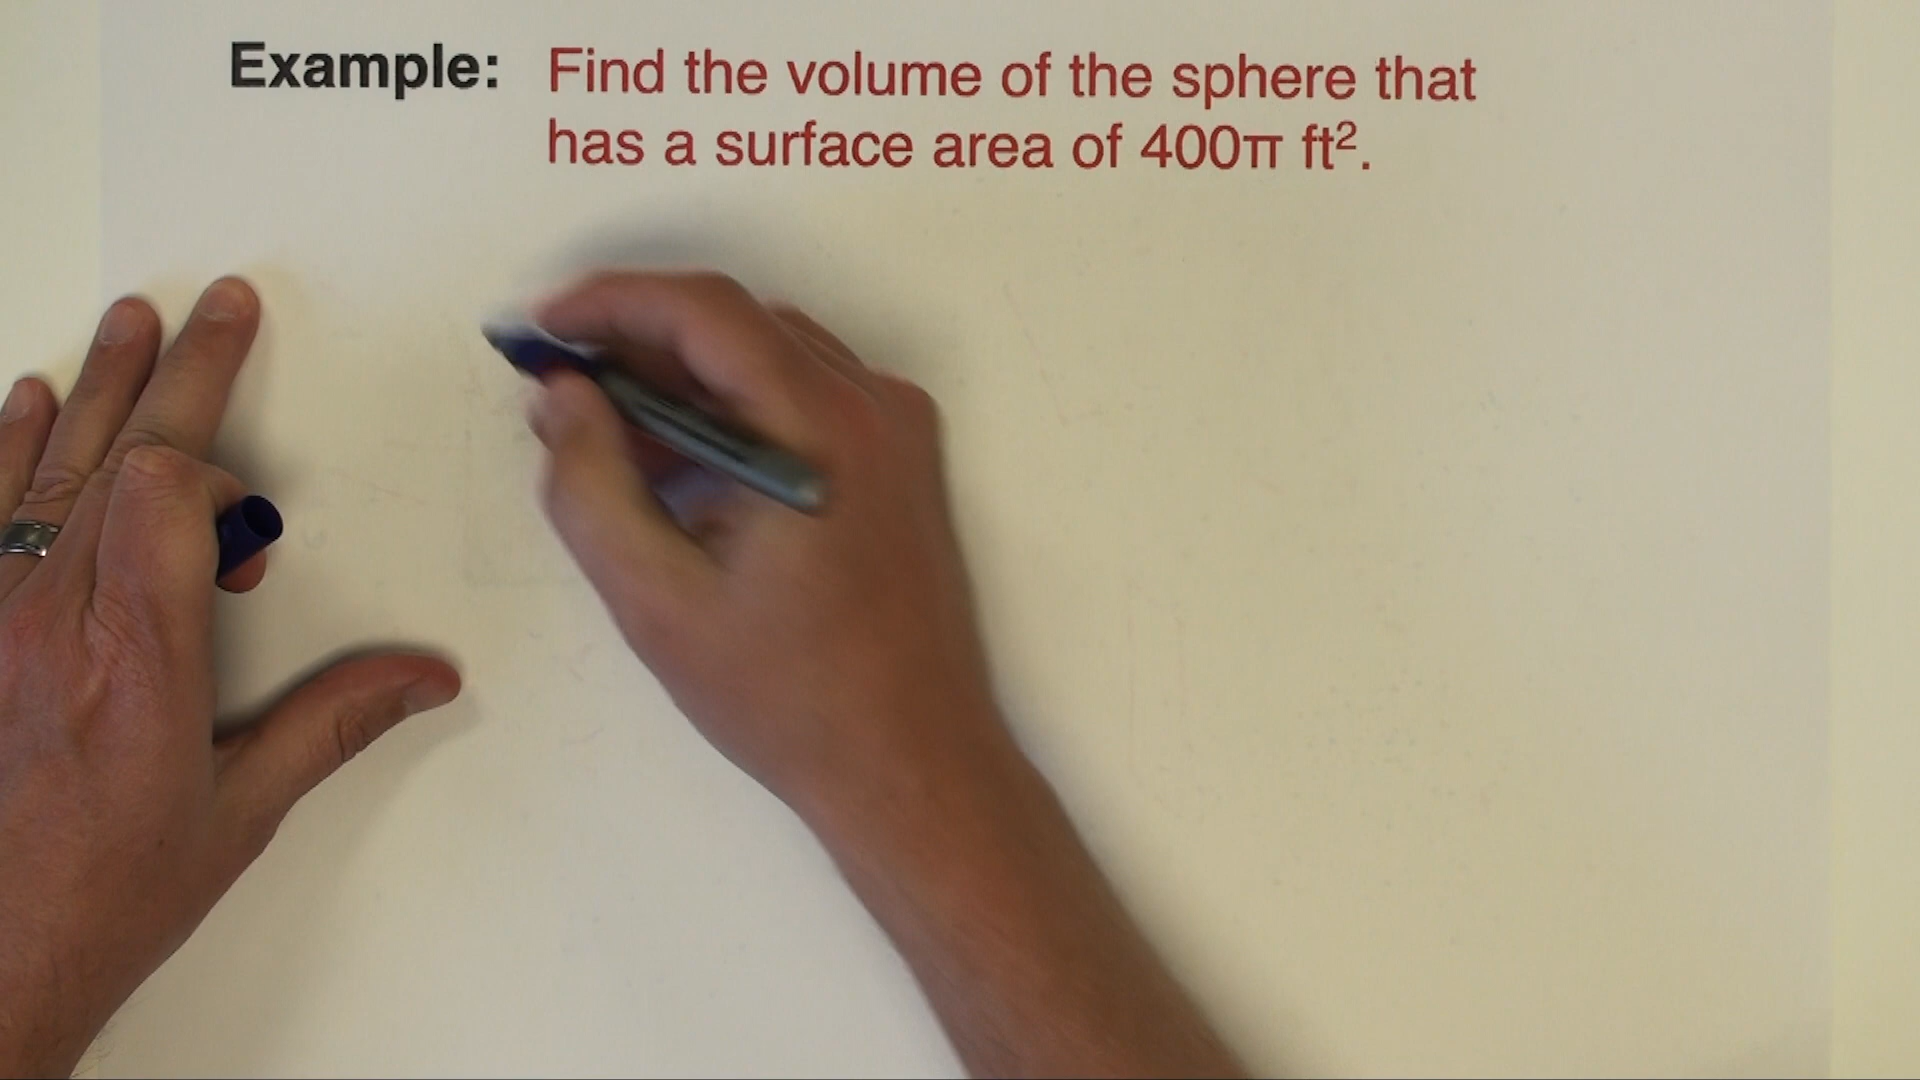 Example: Find the volume of the sphere that
has a surface area of 400π ft².